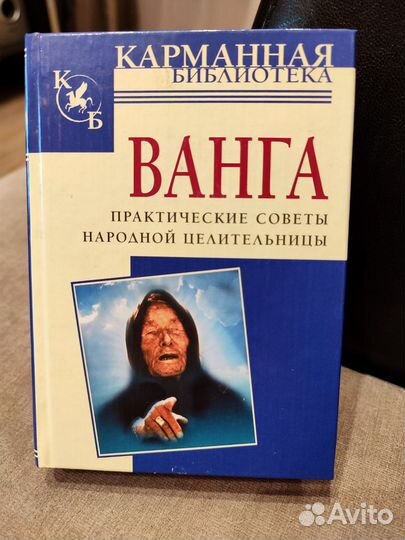 КАРМАННАЯ
БИБЛИОТЕКА
К
Б
ВАНГА
ПРАКТИЧЕСКИЕ СОВЕТЫ
НАРОДНОЙ ЦЕЛИТЕЛЬНИЦЫ
Avito